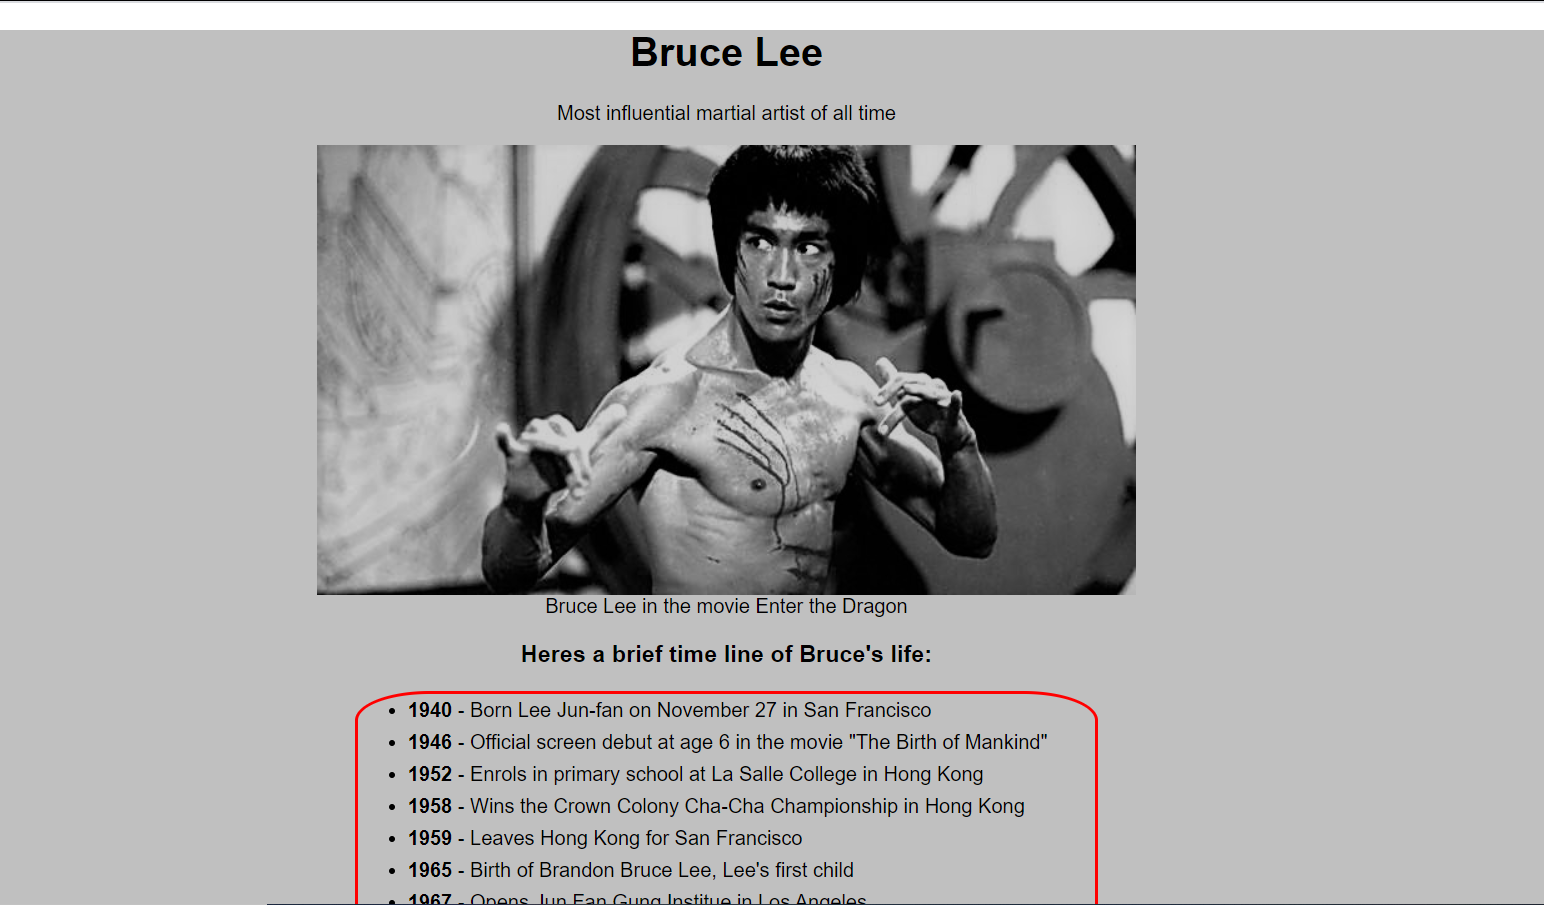 Bruce Lee
Most influential martial artist of all time
Bruce Lee in the movie Enter the Dragon
Heres a brief time line of Bruce's life:
• 1940 - Born Lee Jun-fan on November 27 in San Francisco
• 1946 - Official screen debut at age 6 in the movie "The Birth of Mankind"
• 1952 - Enrols in primary school at La Salle College in Hong Kong
• 1958 - Wins the Crown Colony Cha-Cha Championship in Hong Kong
• 1959 - Leaves Hong Kong for San Francisco
• 1965 - Birth of Brandon Bruce Lee, Lee's first child
• 1967 - Opens Jun Fan Gung Institue in Los Angeles